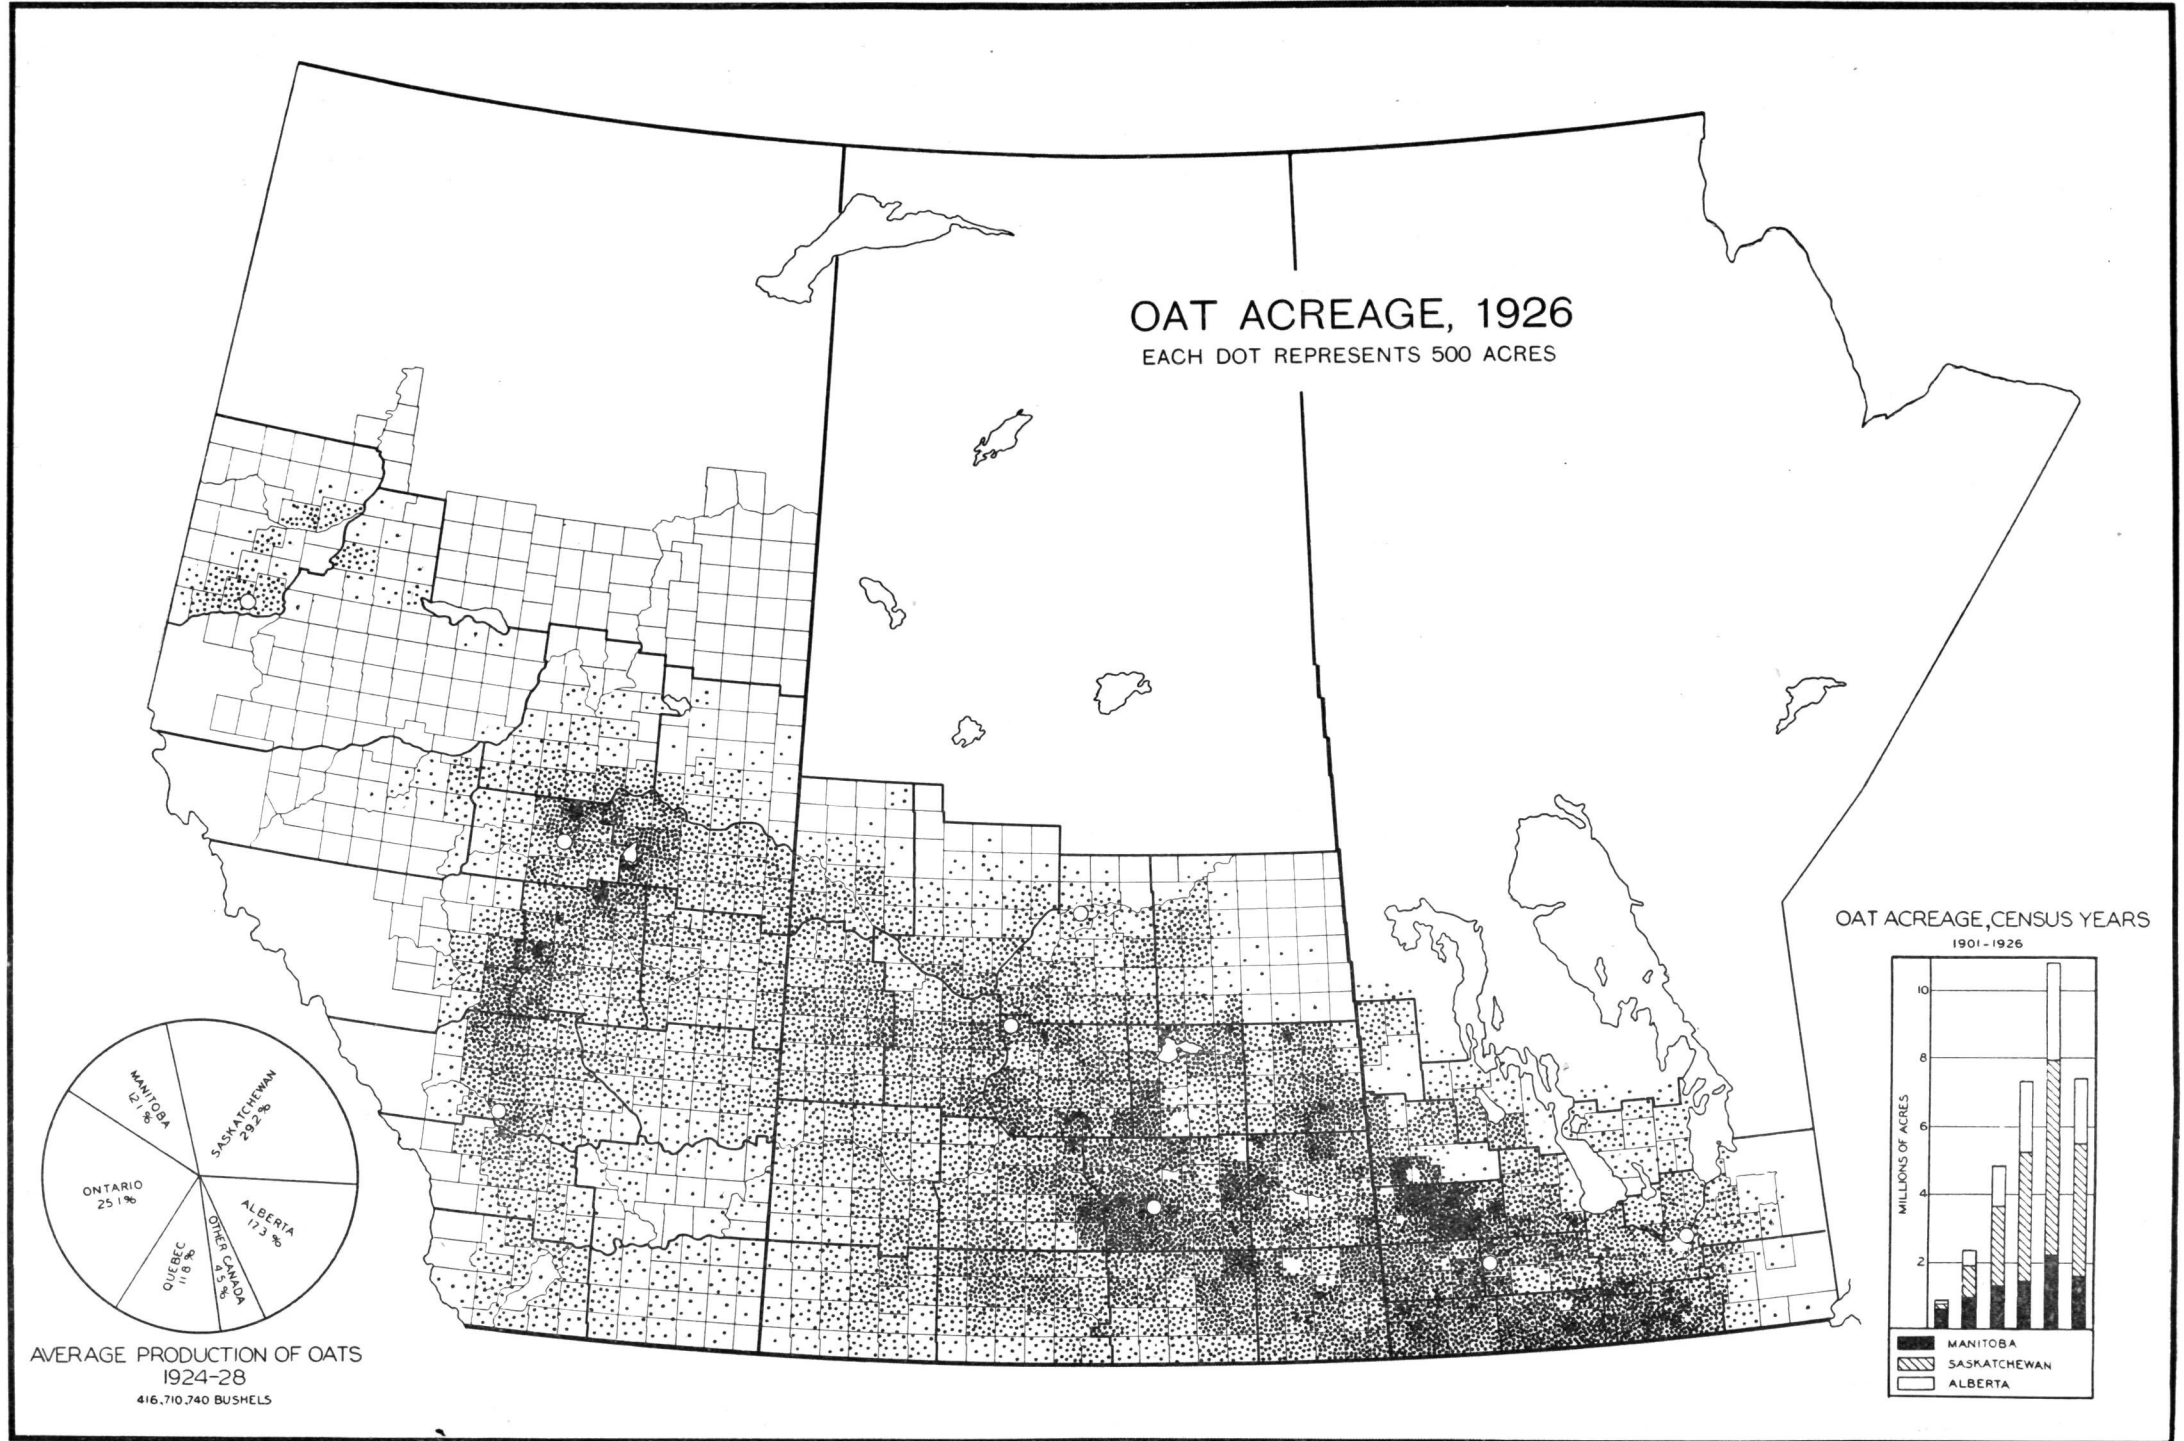 OAT ACREAGE, 1926
EACH DOT REPRESENTS 500 ACRES
OAT ACREAGE, CENSUS YEARS
1901-1926
MILLIONS OF ACRES
10
8
6
4
2
MANITOBA
SASKATCHEWAN
ALBERTA
MANITOBA
12.1 %
SASKATCHEWAN
29.2 %
ONTARIO
25.1 %
ALBERTA
17.3 %
QUEBEC
11.8 %
OTHER CANADA
4.5 %
AVERAGE PRODUCTION OF OATS
1924-28
416,710,740 BUSHELS